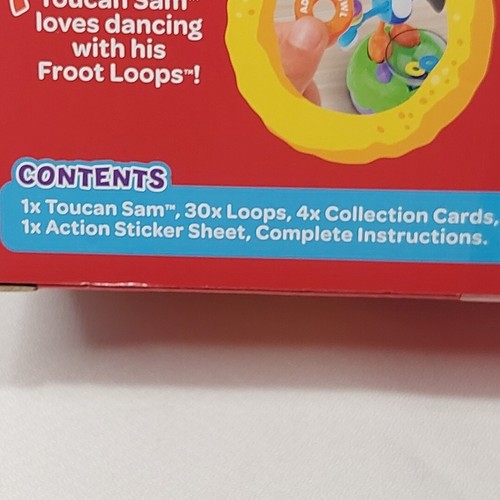 Toucan Sam™
loves dancing
with his
Froot Loops™!
CONTENTS
1x Toucan Sam™, 30x Loops, 4x Collection Cards,
1x Action Sticker Sheet, Complete Instructions.